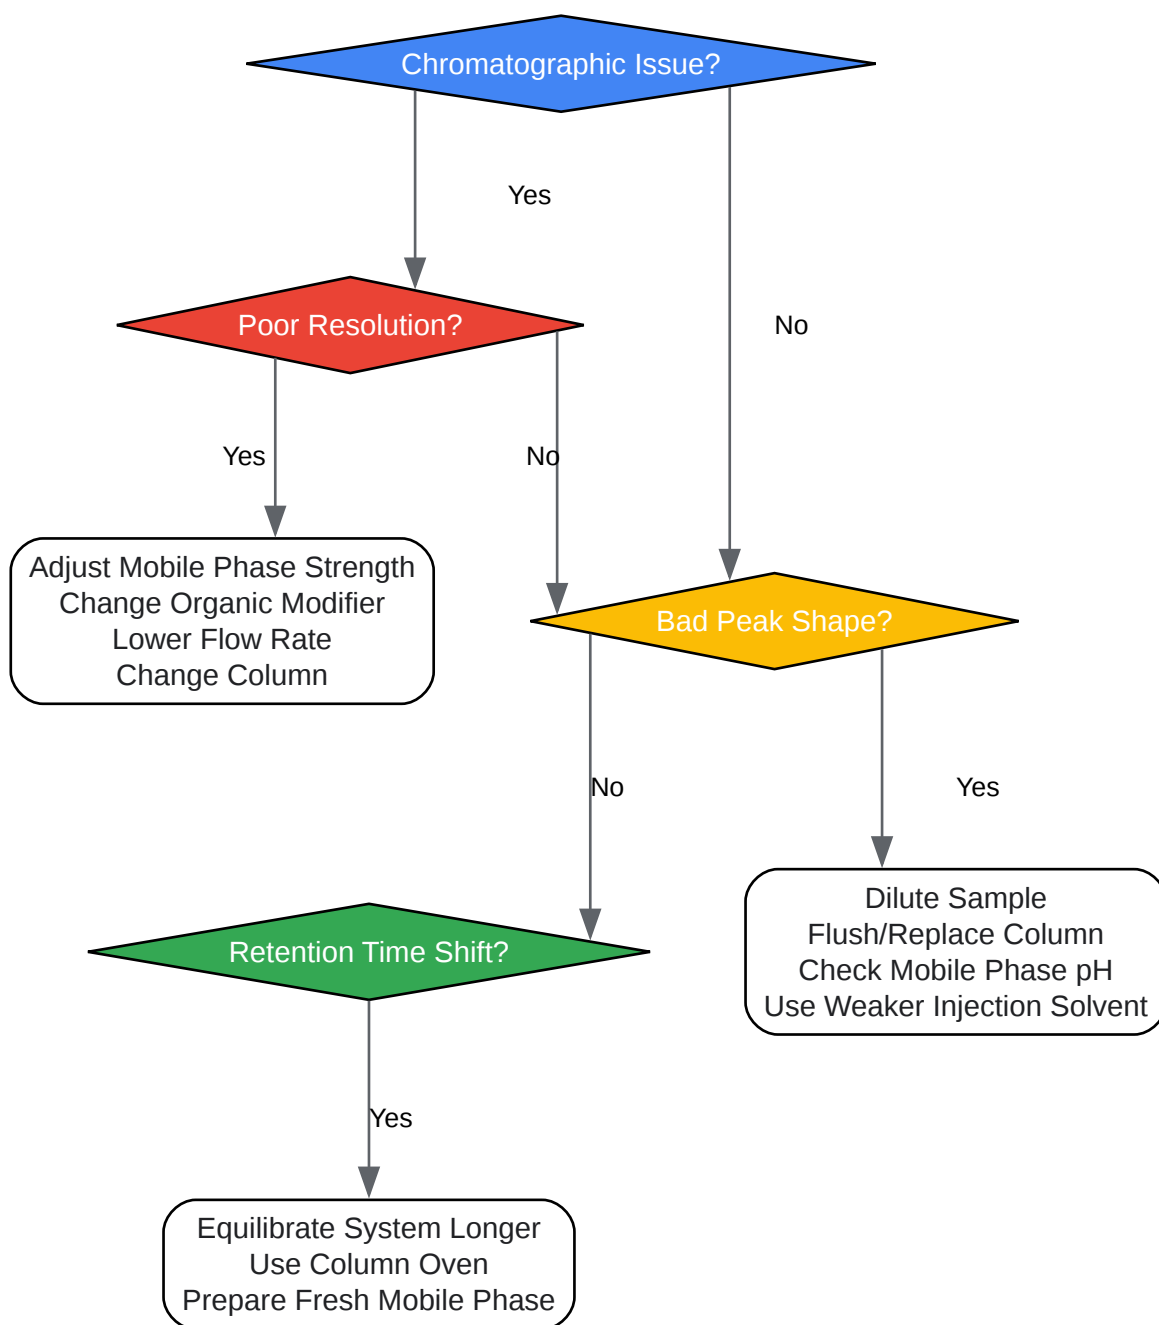 Chromatographic Issue?
Yes
Poor Resolution?
No
Yes
No
Adjust Mobile Phase Strength
Change Organic Modifier
Lower Flow Rate
Change Column
Bad Peak Shape?
No
Yes
Dilute Sample
Flush/Replace Column
Check Mobile Phase pH
Use Weaker Injection Solvent
Retention Time Shift?
Yes
Equilibrate System Longer
Use Column Oven
Prepare Fresh Mobile Phase